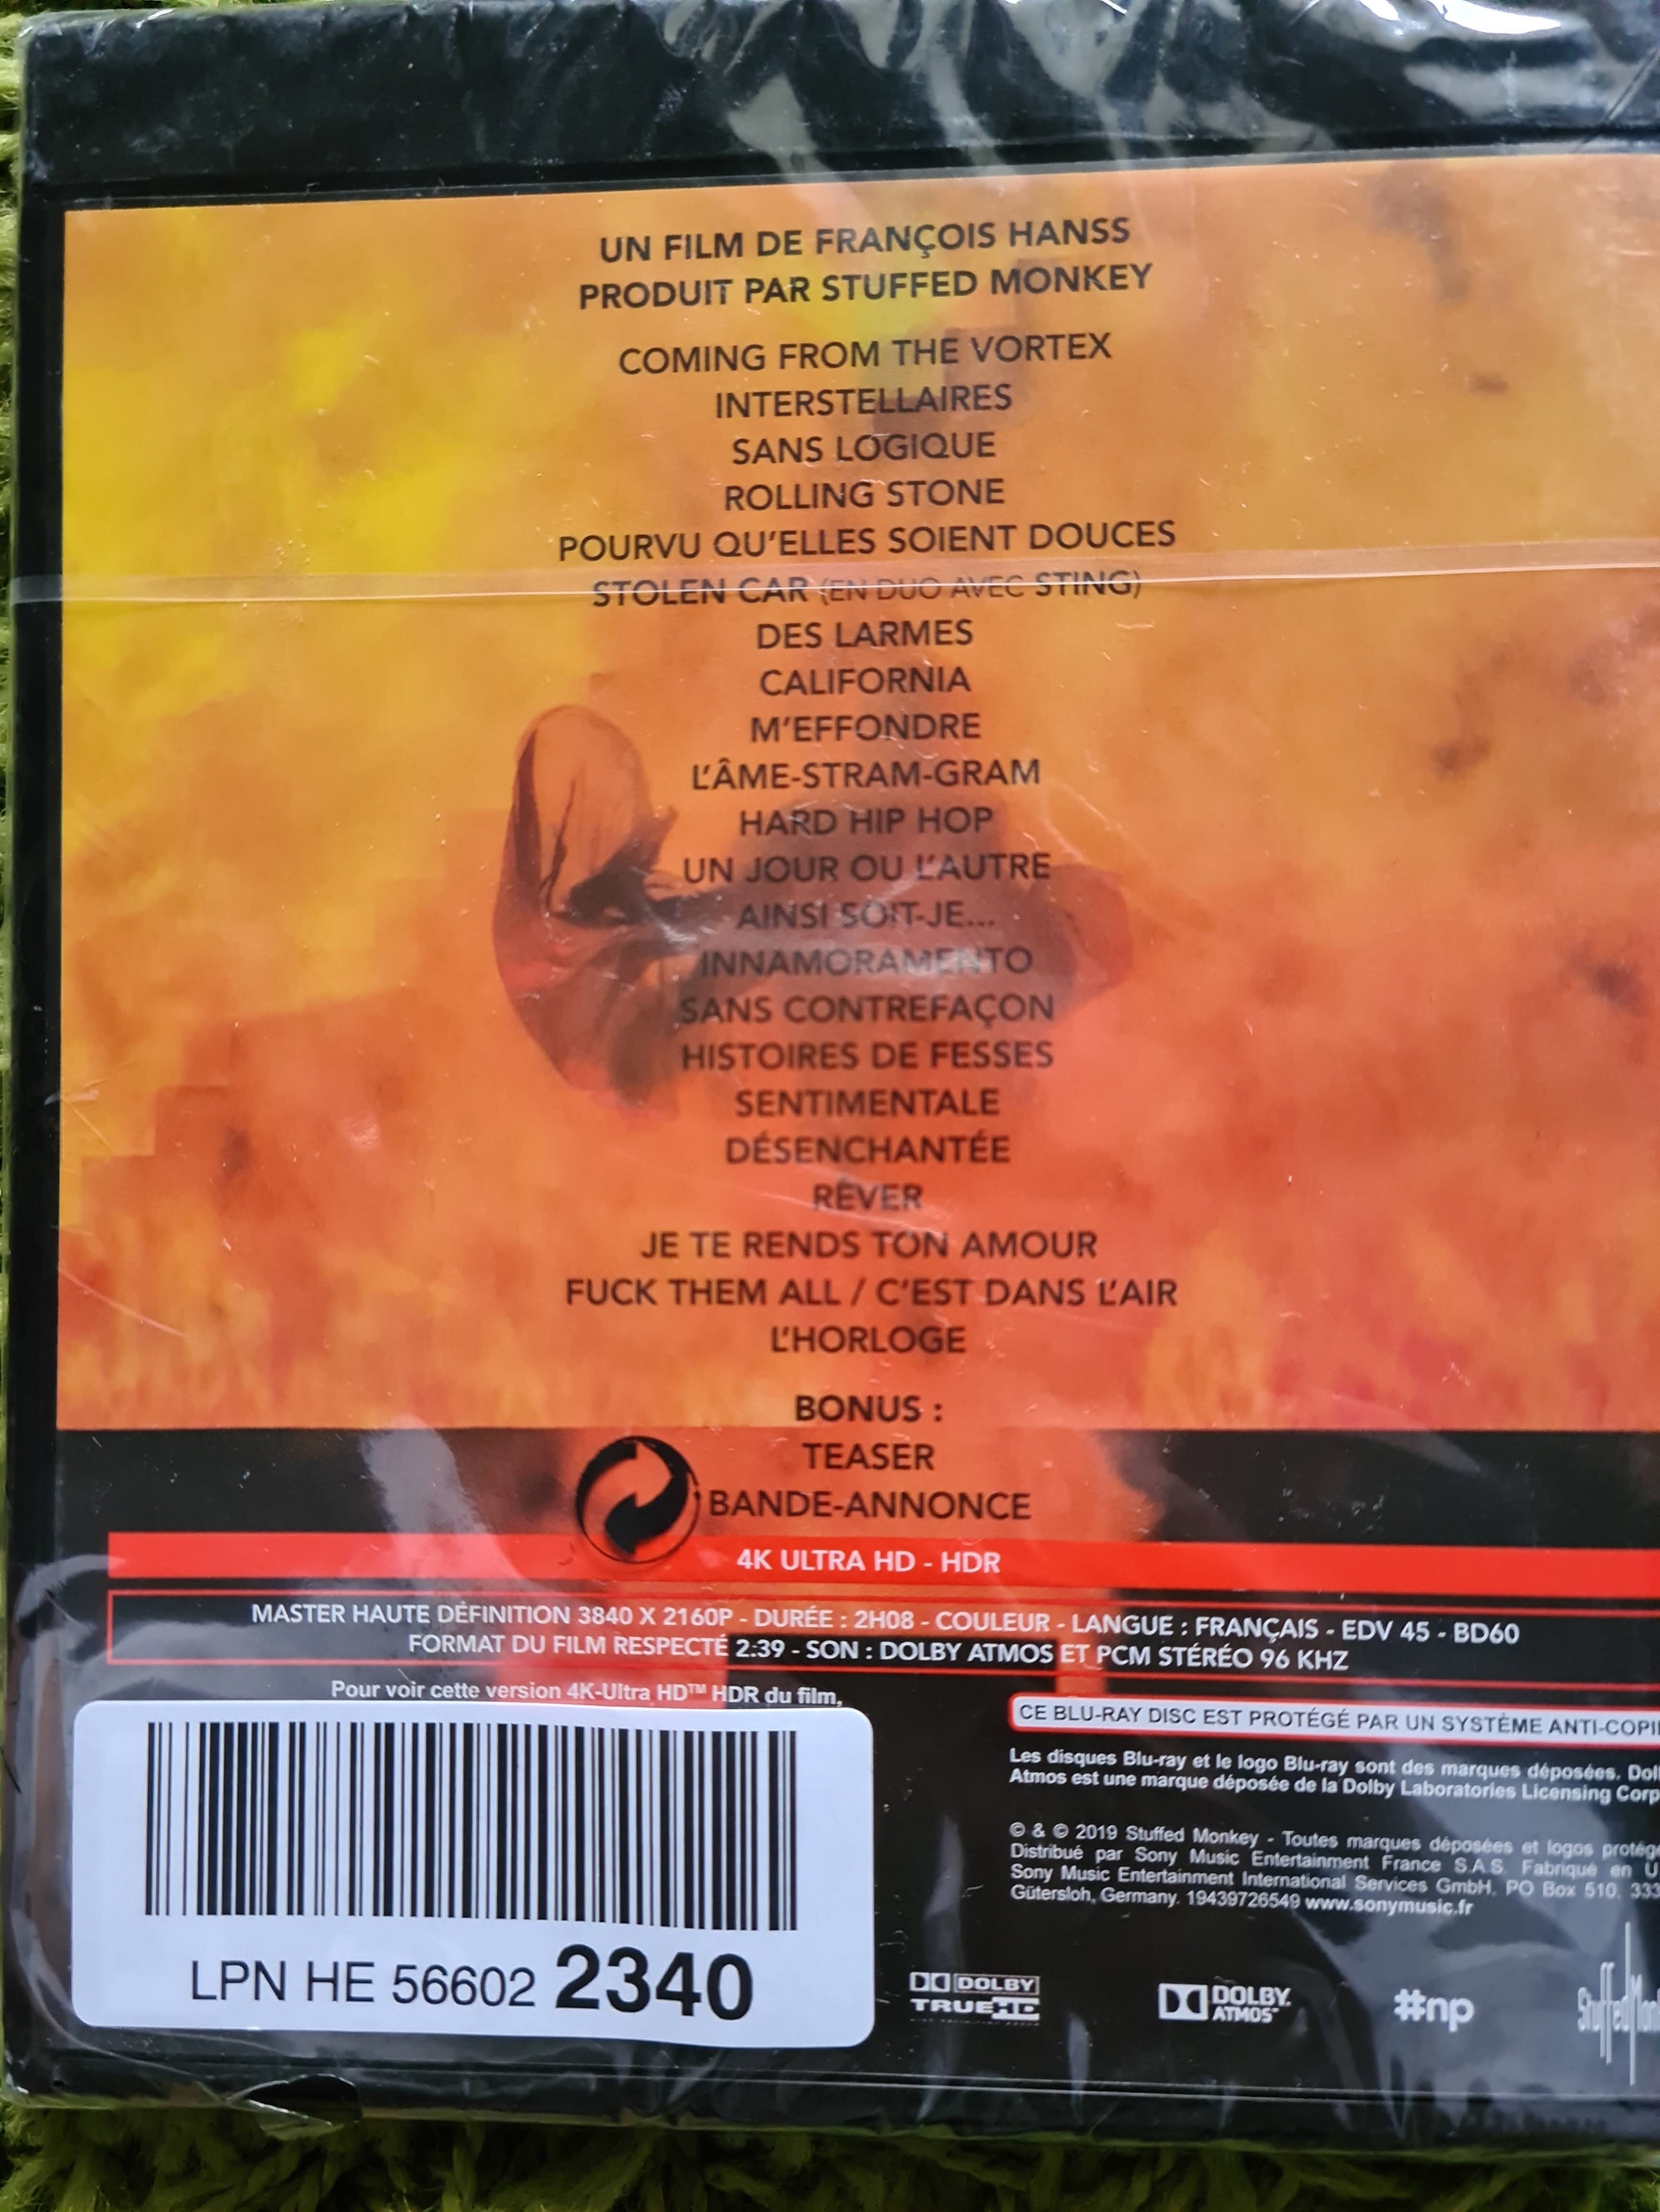 UN FILM DE FRANÇOIS HANSS
PRODUIT PAR STUFFED MONKEY
COMING FROM THE VORTEX
INTERSTELLAIRES
SANS LOGIQUE
ROLLING STONE
POURVU QU'ELLES SOIENT DOUCES
STOLEN CAR (EN DUO AVEC STING)
DES LARMES
CALIFORNIA
M'EFFONDRE
L'ÂME-STRAM-GRAM
HARD HIP HOP
UN JOUR OU L'AUTRE
AINSI SOIT-JE...
INNAMORAMENTO
SANS CONTREFAÇON
HISTOIRES DE FESSES
SENTIMENTALE
DÉSENCHANTÉE
RÊVER
JE TE RENDS TON AMOUR
FUCK THEM ALL / C'EST DANS L'AIR
L'HORLOGE
BONUS :
TEASER
BANDE-ANNONCE
4K ULTRA HD - HDR
MASTER HAUTE DÉFINITION 3840 X 2160P - DURÉE : 2H08 - COULEUR - LANGUE : FRANÇAIS - EDV 45 - BD60
FORMAT DU FILM RESPECTÉ 2:39 - SON : DOLBY ATMOS ET PCM STÉRÉO 96 KHZ
Pour voir cette version 4K-Ultra HD™ HDR du film,
CE BLU-RAY DISC EST PROTÉGÉ PAR UN SYSTÈME ANTI-COPI
Les disques Blu-ray et le logo Blu-ray sont des marques déposées. Dol
Atmos est une marque déposée de la Dolby Laboratories Licensing Corp
© & © 2019 Stuffed Monkey - Toutes marques déposées et logos protég
Distribué par Sony Music Entertainment France S.A.S. Fabriqué en U
Sony Music Entertainment International Services GmbH, PO Box 510, 333
Gütersloh, Germany. 19439726549 www.sonymusic.fr
LPN HE 56602 2340
DOLBY
TRUEHD
DOLBY
ATMOS
#np
StuffedMon